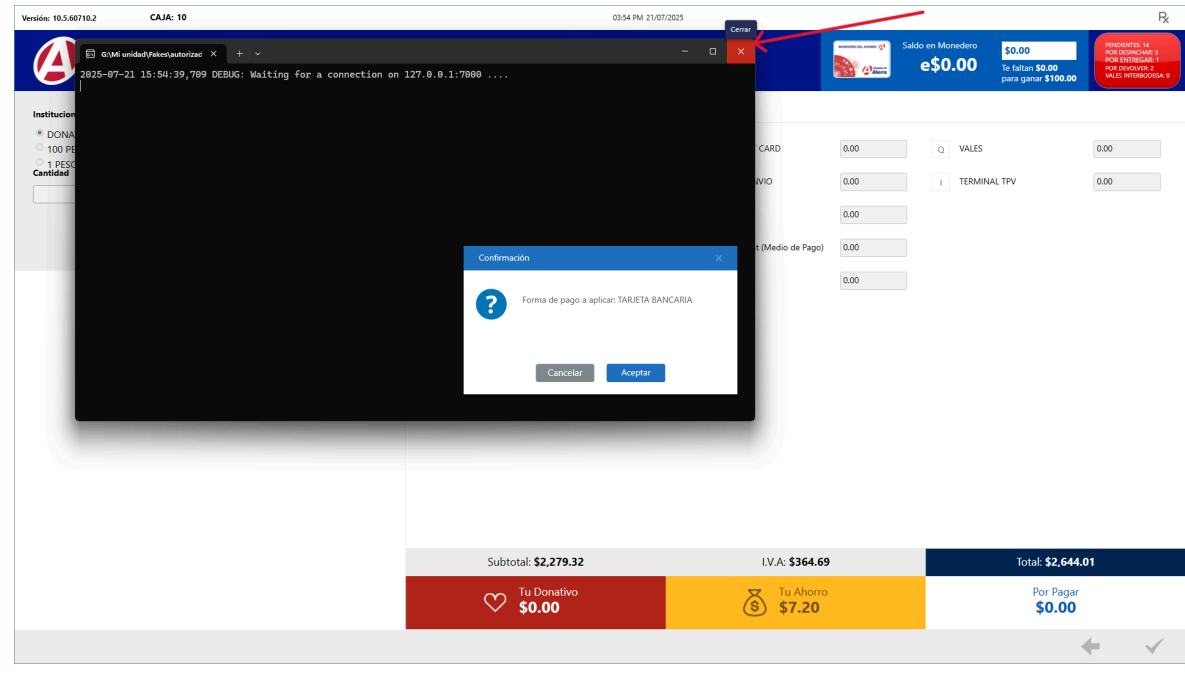 Versión: 10.5.60710.2
CAJA: 10
03:54 PM 21/07/2025
Cerrar
G:\Mi unidad\Fakes\autorizac
2025-07-21 15:54:39,709 DEBUG: Waiting for a connection on 127.0.0.1:7000 ....
MONEDERO DEL AHORRO
Ahorro
Saldo en Monedero
e$0.00
$0.00
Te faltan $0.00
para ganar $100.00
PENDIENTES: 14
POR DESPACHAR: 3
POR ENTREGAR: 1
POR DEVOLVER: 2
VALES INTERBODEGA: 0
Institucion
DONA
100 PE
1 PESO
Cantidad
CARD
0.00
Q
VALES
0.00
NVIO
0.00
I
TERMINAL TPV
0.00
0.00
t (Medio de Pago)
0.00
0.00
Confirmación
Forma de pago a aplicar: TARJETA BANCARIA
Cancelar
Aceptar
Subtotal: $2,279.32
I.V.A: $364.69
Total: $2,644.01
Tu Donativo
$0.00
Tu Ahorro
$7.20
Por Pagar
$0.00